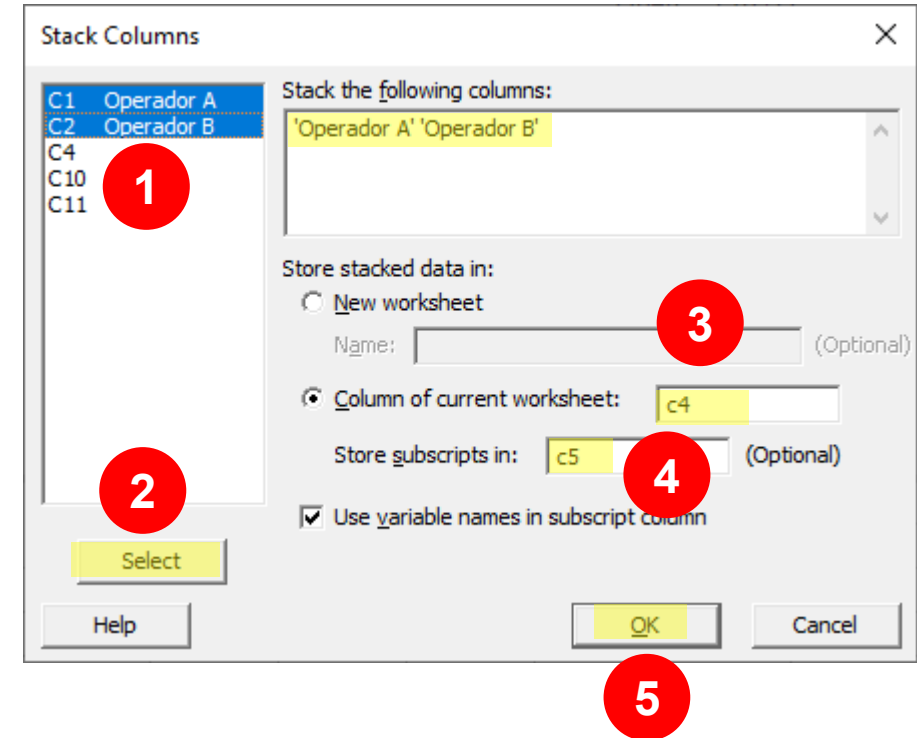 Stack Columns
C1 Operador A
C2 Operador B
C4
C10
C11
1
2
Select
Help
Stack the following columns:
'Operador A' 'Operador B'
Store stacked data in:
New worksheet
3
Name:
(Optional)
Column of current worksheet:
c4
Store subscripts in:
c5
4
(Optional)
Use variable names in subscript column
OK
Cancel
5